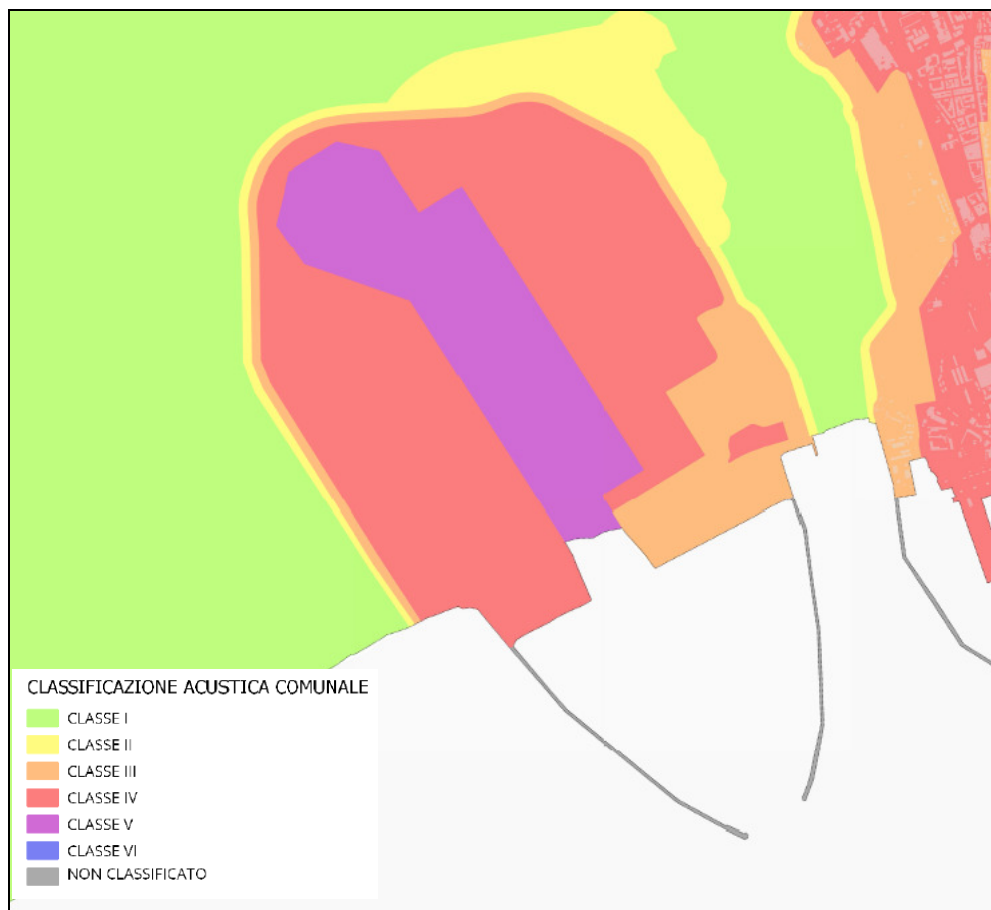 CLASSIFICAZIONE ACUSTICA COMUNALE
CLASSE I
CLASSE II
CLASSE III
CLASSE IV
CLASSE V
CLASSE VI
NON CLASSIFICATO